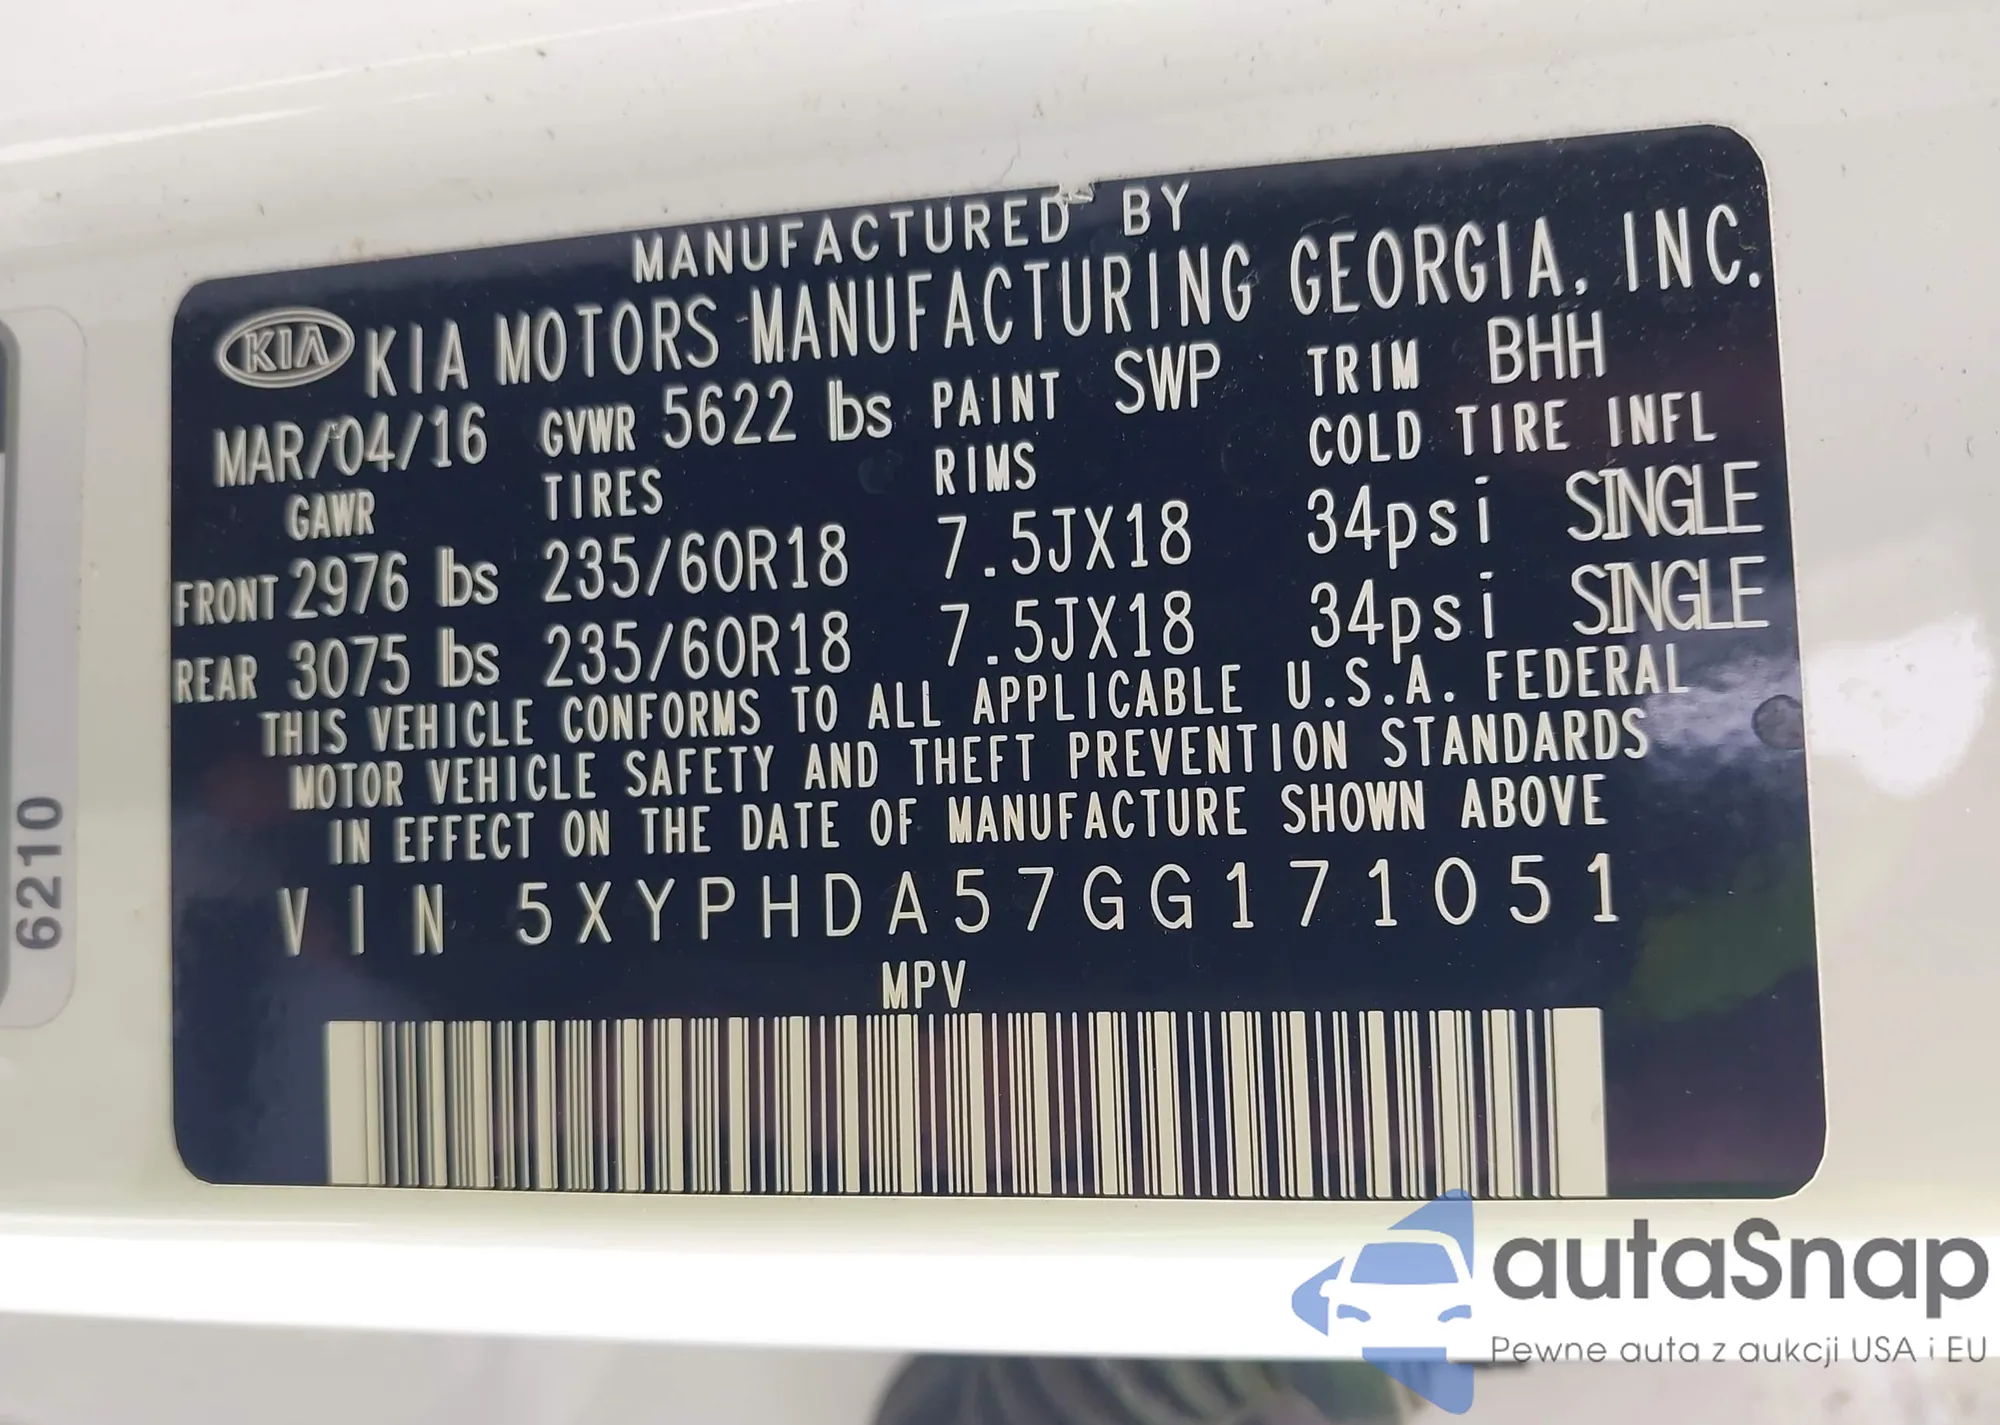 MANUFACTURED BY
KIA KIA MOTORS MANUFACTURING GEORGIA, INC.
MAR/04/16 GVWR 5622 lbs PAINT SWP TRIM BHH
GAWR TIRES RIMS COLD TIRE INFL
FRONT 2976 lbs 235/60R18 7.5JX18 34psi SINGLE
REAR 3075 lbs 235/60R18 7.5JX18 34psi SINGLE
THIS VEHICLE CONFORMS TO ALL APPLICABLE U.S.A. FEDERAL
MOTOR VEHICLE SAFETY AND THEFT PREVENTION STANDARDS
IN EFFECT ON THE DATE OF MANUFACTURE SHOWN ABOVE
VIN 5XYPHDA57GG171051
MPV
6210
autaSnap
Pewne auta z aukcji USA i EU